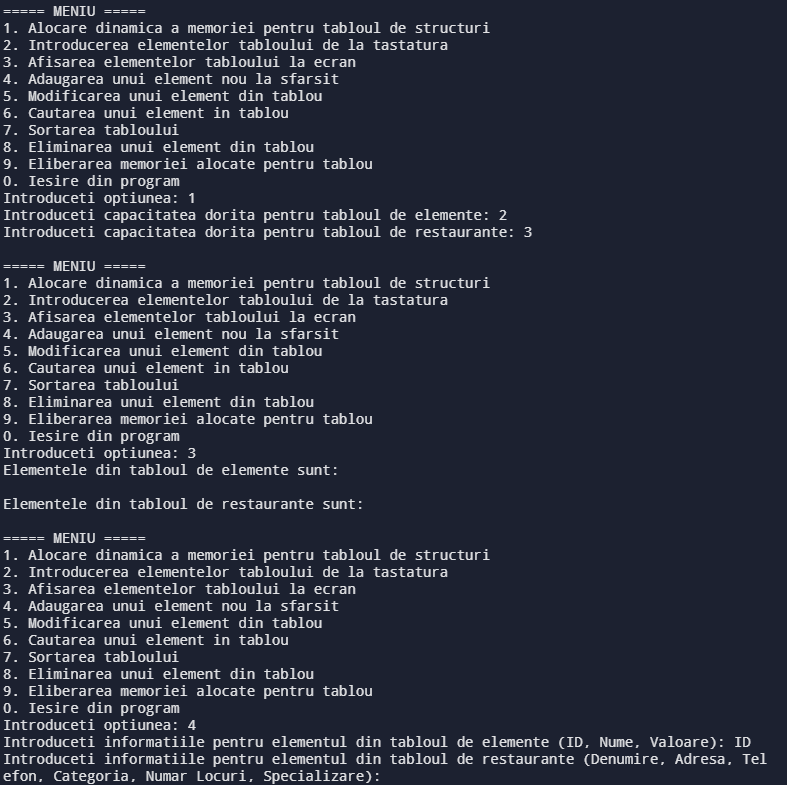 ===== MENIU =====
1. Alocare dinamica a memoriei pentru tabloul de structuri
2. Introducerea elementelor tabloului de la tastatura
3. Afisarea elementelor tabloului la ecran
4. Adaugarea unui element nou la sfarsit
5. Modificarea unui element din tablou
6. Cautarea unui element in tablou
7. Sortarea tabloului
8. Eliminarea unui element din tablou
9. Eliberarea memoriei alocate pentru tablou
0. Iesire din program
Introduceti optiunea: 1
Introduceti capacitatea dorita pentru tabloul de elemente: 2
Introduceti capacitatea dorita pentru tabloul de restaurante: 3

===== MENIU =====
1. Alocare dinamica a memoriei pentru tabloul de structuri
2. Introducerea elementelor tabloului de la tastatura
3. Afisarea elementelor tabloului la ecran
4. Adaugarea unui element nou la sfarsit
5. Modificarea unui element din tablou
6. Cautarea unui element in tablou
7. Sortarea tabloului
8. Eliminarea unui element din tablou
9. Eliberarea memoriei alocate pentru tablou
0. Iesire din program
Introduceti optiunea: 3
Elementele din tabloul de elemente sunt:

Elementele din tabloul de restaurante sunt:

===== MENIU =====
1. Alocare dinamica a memoriei pentru tabloul de structuri
2. Introducerea elementelor tabloului de la tastatura
3. Afisarea elementelor tabloului la ecran
4. Adaugarea unui element nou la sfarsit
5. Modificarea unui element din tablou
6. Cautarea unui element in tablou
7. Sortarea tabloului
8. Eliminarea unui element din tablou
9. Eliberarea memoriei alocate pentru tablou
0. Iesire din program
Introduceti optiunea: 4
Introduceti informatiile pentru elementul din tabloul de elemente (ID, Nume, Valoare): ID
Introduceti informatiile pentru elementul din tabloul de restaurante (Denumire, Adresa, Tel
efon, Categoria, Numar Locuri, Specializare):